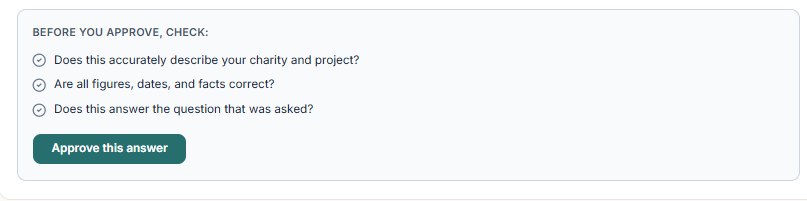 BEFORE YOU APPROVE, CHECK:
Does this accurately describe your charity and project?
Are all figures, dates, and facts correct?
Does this answer the question that was asked?
Approve this answer